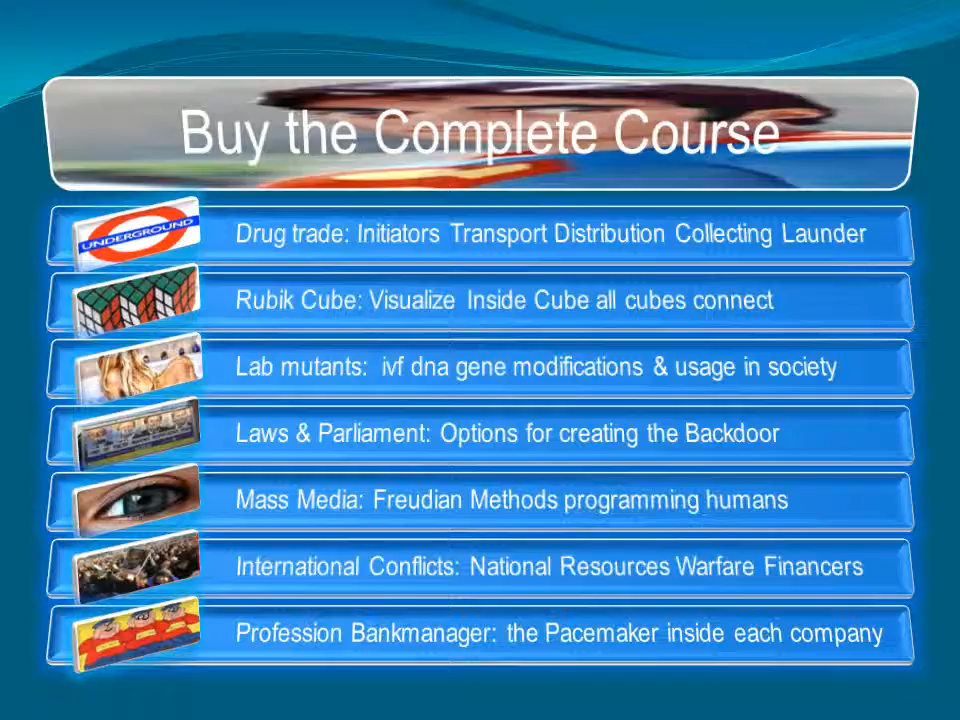 Buy the Complete Course
UNDERGROUND
Drug trade: Initiators Transport Distribution Collecting Launder
Rubik Cube: Visualize Inside Cube all cubes connect
Lab mutants: ivf dna gene modifications & usage in society
Laws & Parliament: Options for creating the Backdoor
Mass Media: Freudian Methods programming humans
International Conflicts: National Resources Warfare Financers
Profession Bankmanager: the Pacemaker inside each company